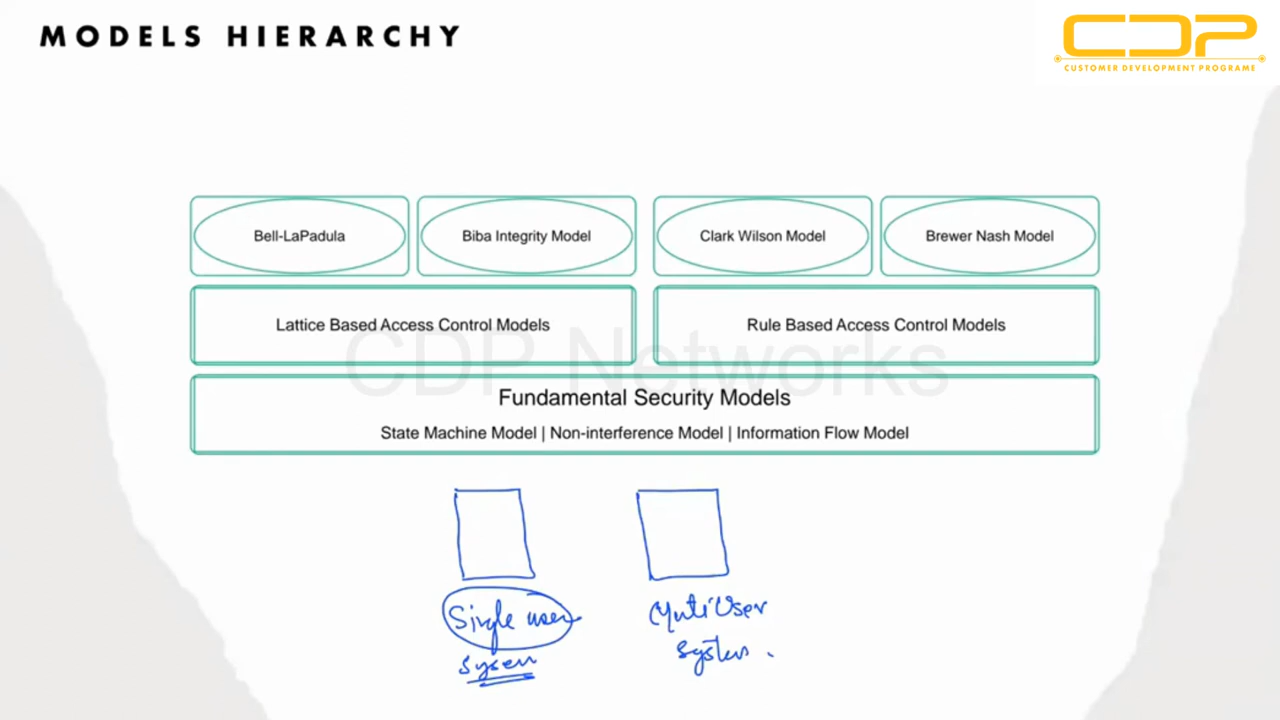 MODELS HIERARCHY
CDP
CUSTOMER DEVELOPMENT PROGRAME
Bell-LaPadula
Biba Integrity Model
Clark Wilson Model
Brewer Nash Model
Lattice Based Access Control Models
Rule Based Access Control Models
CDP Networks
Fundamental Security Models
State Machine Model | Non-interference Model | Information Flow Model
Single user
System
User
System